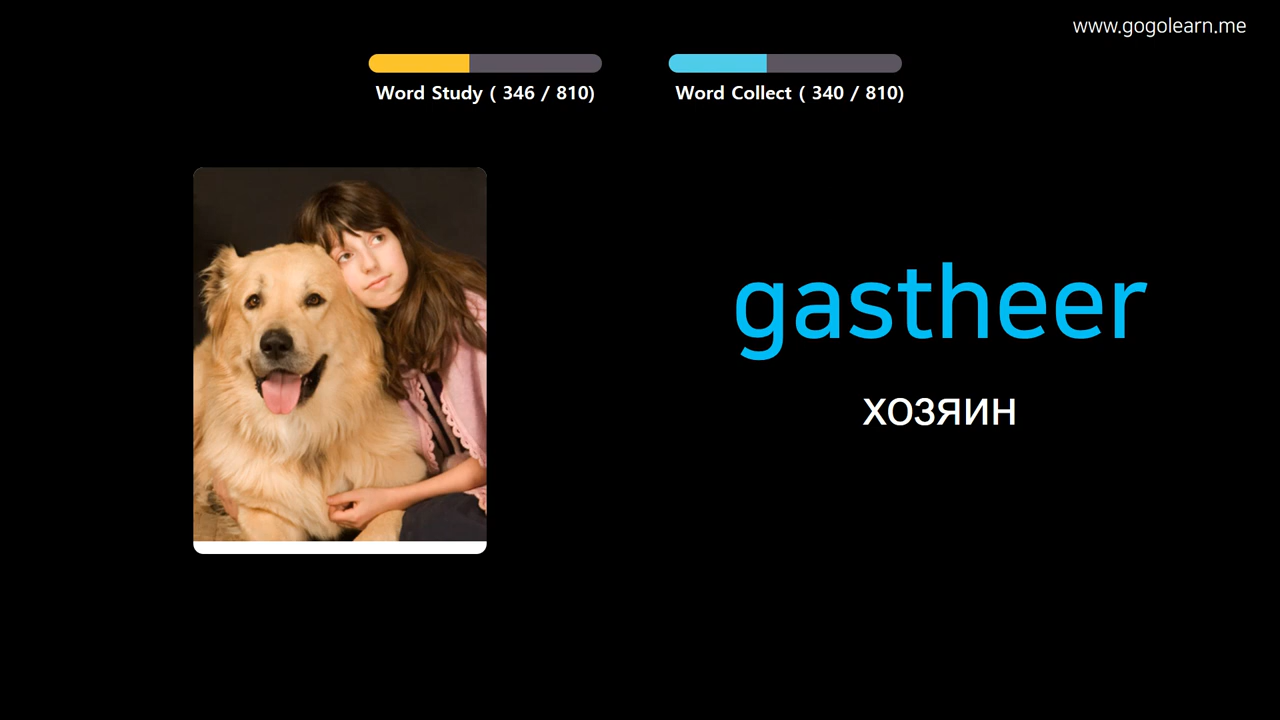 www.gogolearn.me
Word Study ( 346 / 810)
Word Collect ( 340 / 810)
gastheer
хозяин